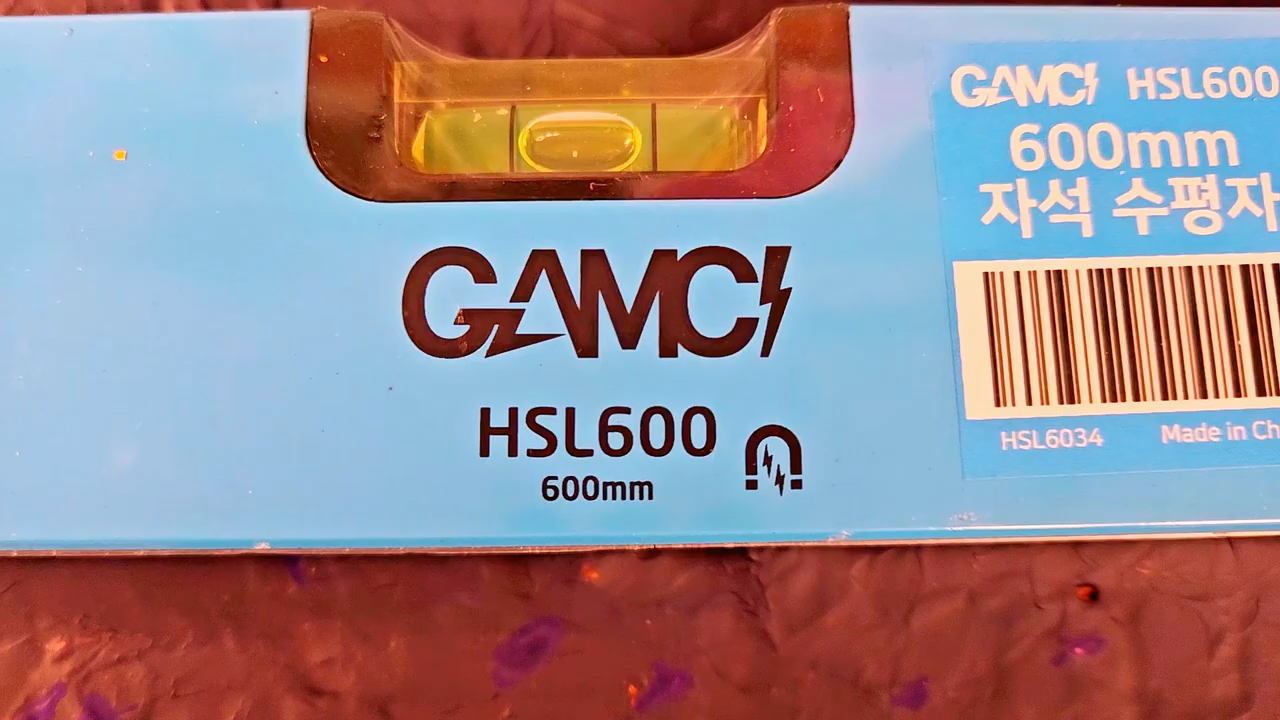 GAMCI
HSL600
600mm
GAMCI HSL600
600mm
자석 수평자
HSL6034 Made in Ch